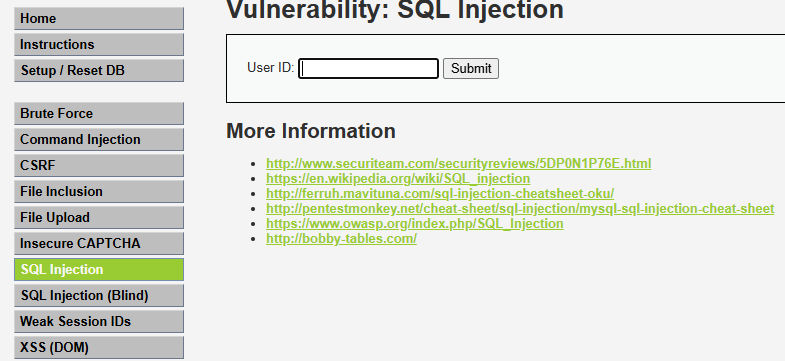 Vulnerability: SQL Injection
Home
Instructions
Setup / Reset DB
Brute Force
Command Injection
CSRF
File Inclusion
File Upload
Insecure CAPTCHA
SQL Injection
SQL Injection (Blind)
Weak Session IDs
XSS (DOM)
User ID:
Submit
More Information
http://www.securiteam.com/securityreviews/5DP0N1P76E.html
https://en.wikipedia.org/wiki/SQL_injection
http://ferruh.mavituna.com/sql-injection-cheatsheet-oku/
http://pentestmonkey.net/cheat-sheet/sql-injection/mysql-sql-injection-cheat-sheet
https://www.owasp.org/index.php/SQL_Injection
http://bobby-tables.com/